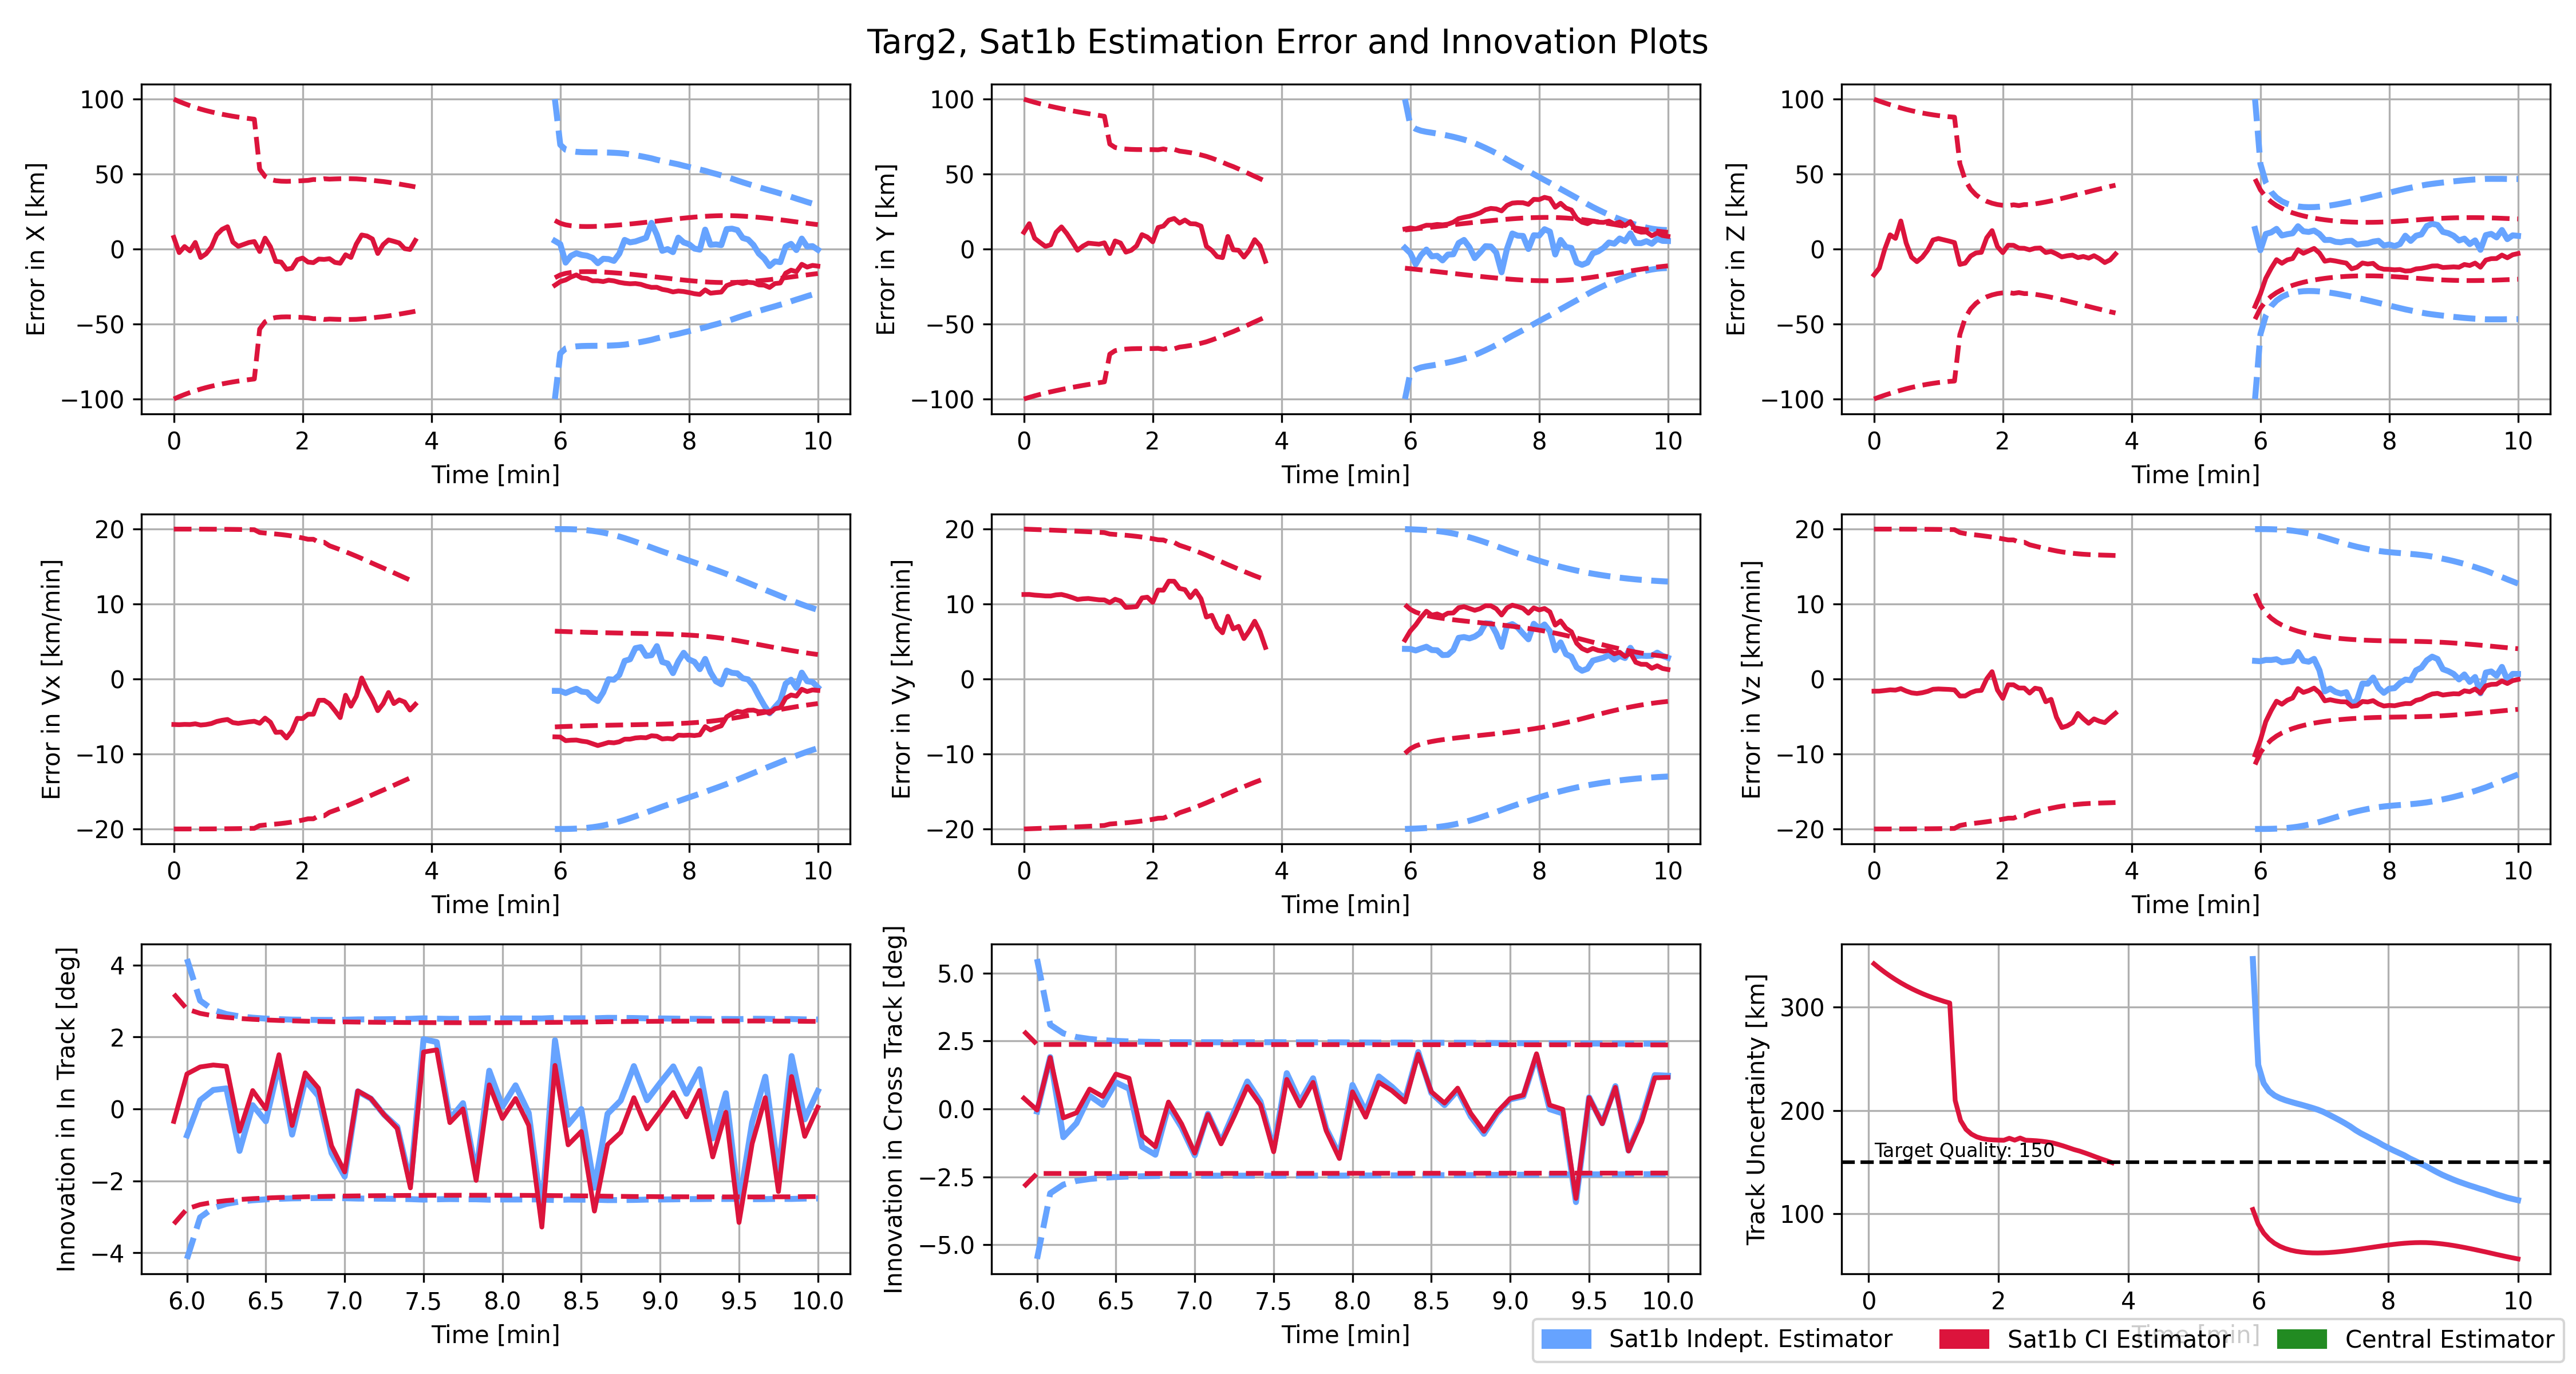 Targ2, Sat1b Estimation Error and Innovation Plots
Error in X [km]
100
50
0
−50
−100
0 2 4 6 8 10
Time [min]
Error in Y [km]
100
50
0
−50
−100
0 2 4 6 8 10
Time [min]
Error in Z [km]
100
50
0
−50
−100
0 2 4 6 8 10
Time [min]
Error in Vx [km/min]
20
10
0
−10
−20
0 2 4 6 8 10
Time [min]
Error in Vy [km/min]
20
10
0
−10
−20
0 2 4 6 8 10
Time [min]
Error in Vz [km/min]
20
10
0
−10
−20
0 2 4 6 8 10
Time [min]
Innovation in In Track [deg]
4
2
0
−2
−4
6.0 6.5 7.0 7.5 8.0 8.5 9.0 9.5 10.0
Time [min]
Innovation in Cross Track [deg]
5.0
2.5
0.0
−2.5
−5.0
6.0 6.5 7.0 7.5 8.0 8.5 9.0 9.5 10.0
Time [min]
Track Uncertainty [km]
300
200
100
Target Quality: 150
0 2 4 6 8 10
Time [min]
Sat1b Indept. Estimator
Sat1b CI Estimator
Central Estimator